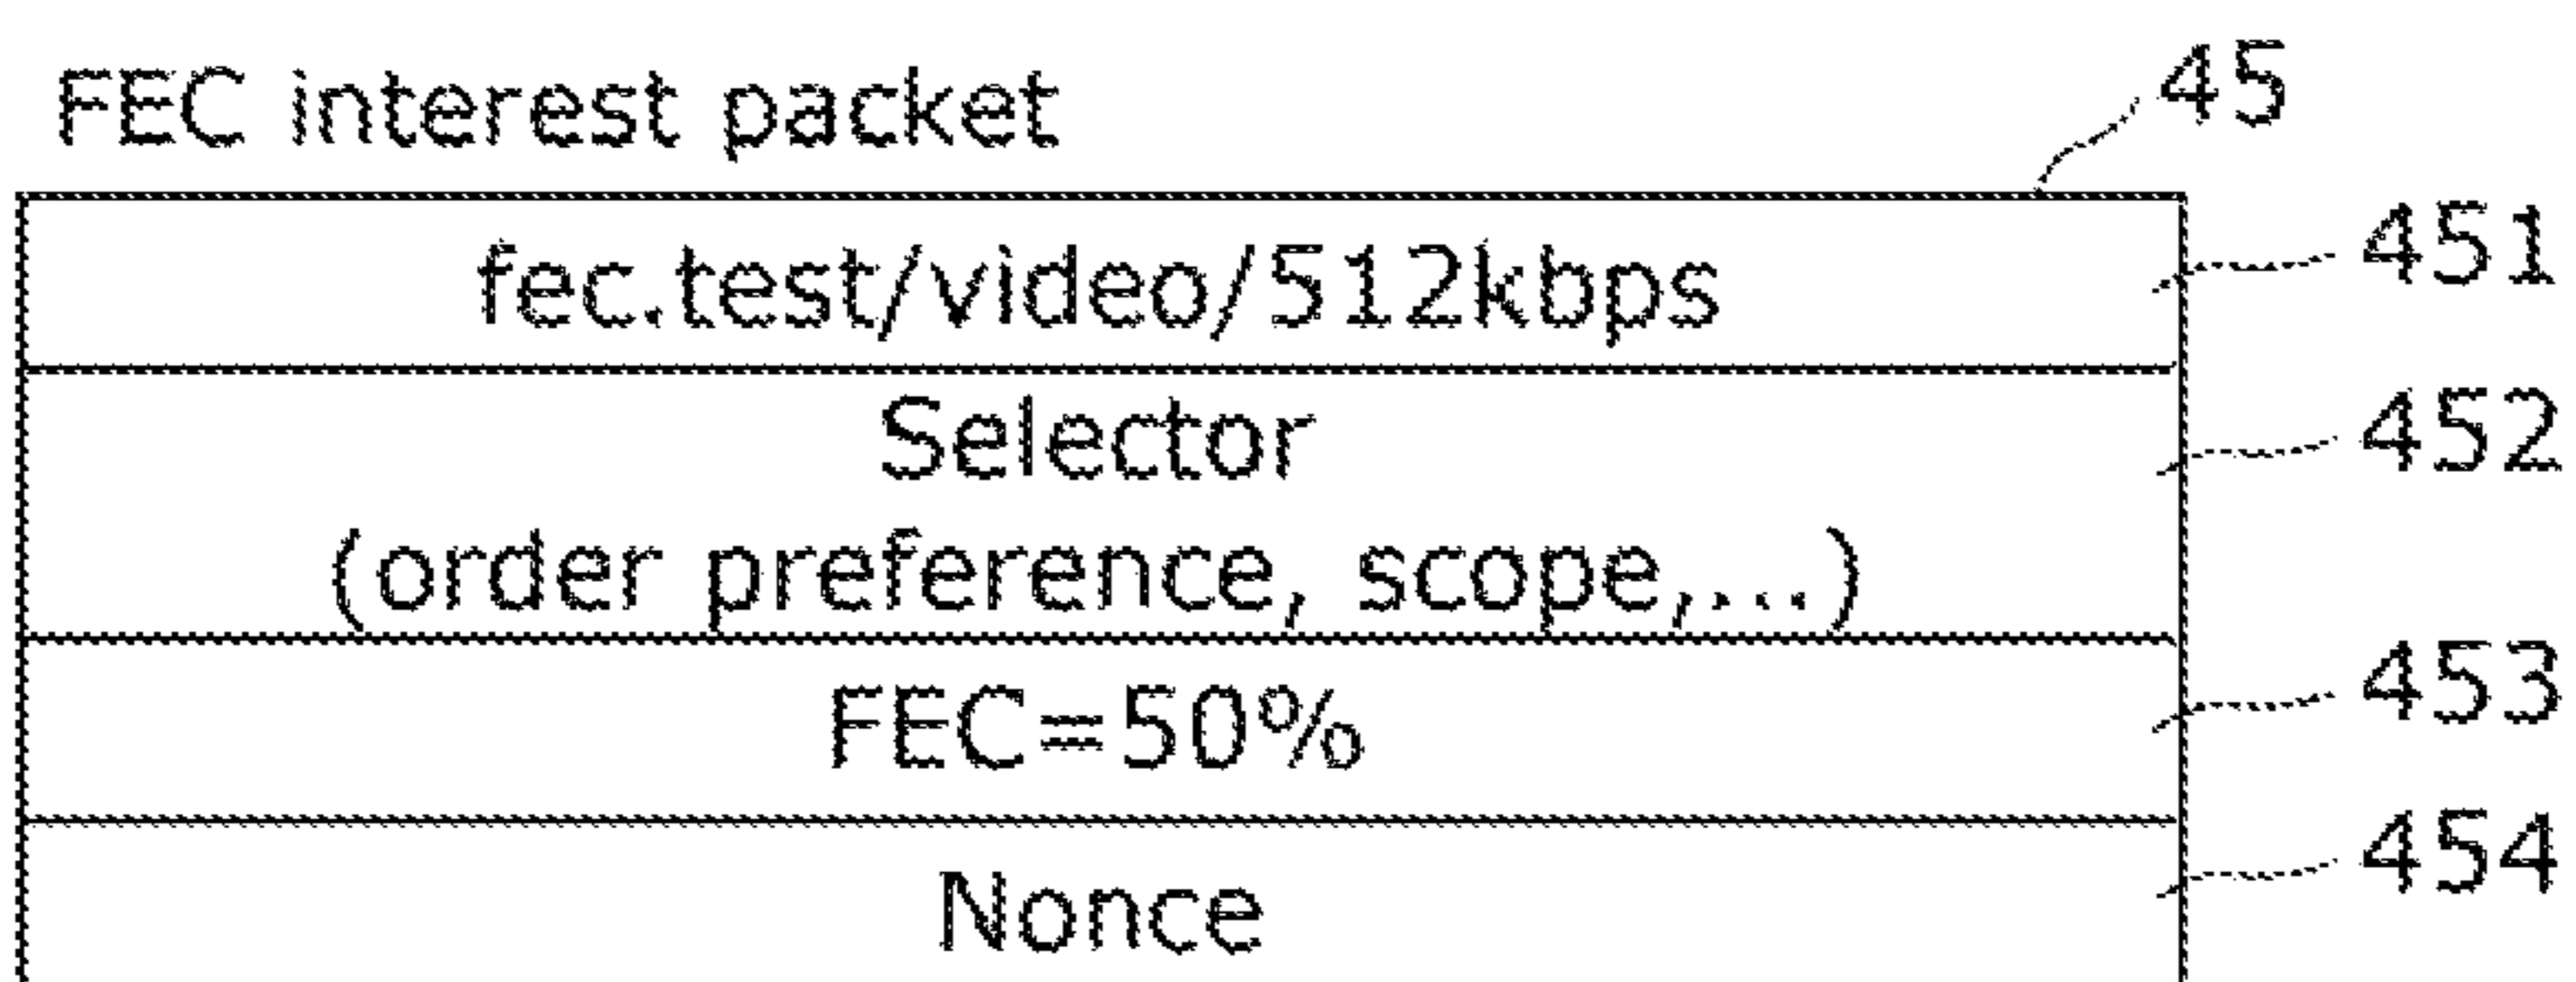 FEC interest packet
45
fec.test/video/512kbps
451
Selector
452
(order preference, scope,...)
FEC=50%
453
Nonce
454